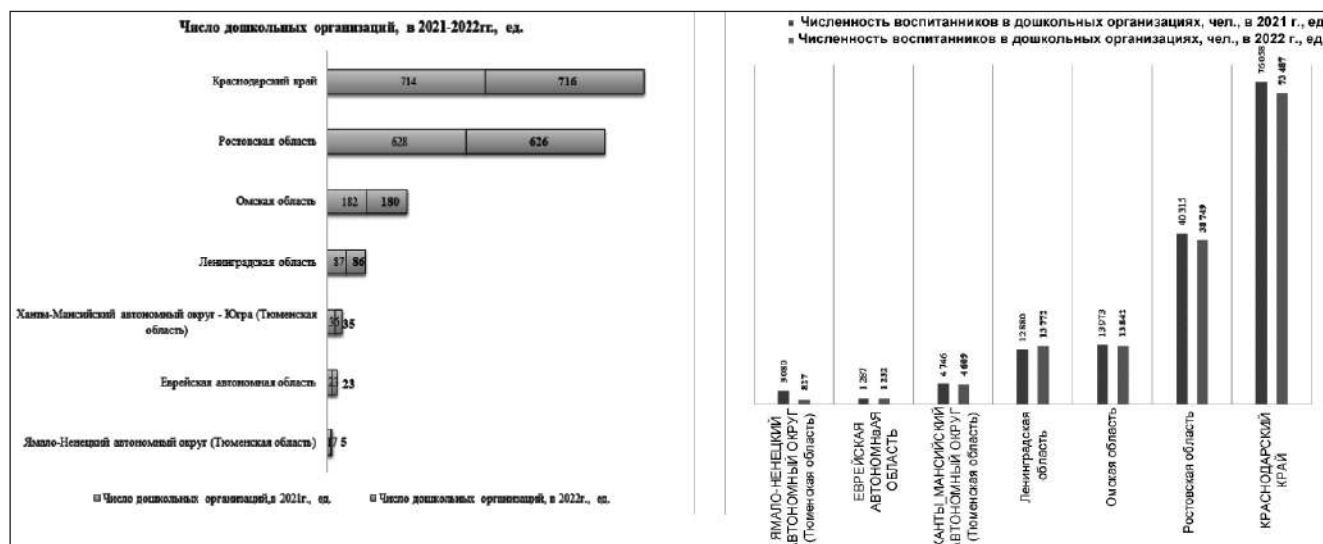 Число дошкольных организаций, в 2021-2022гг., ед.
Краснодарский край
714
716
Ростовская область
628
626
Омская область
182
180
Ленинградская область
87
86
Ханты-Мансийский автономный округ - Югра (Тюменская
область)
35
Еврейская автономная область
23
Ямало-Ненецкий автономный округ (Тюменская область)
5
Число дошкольных организаций,в 2021г., ед.
Число дошкольных организаций, в 2022г., ед.
Численность воспитанников в дошкольных организациях, чел., в 2021 г., ед
Численность воспитанников в дошкольных организациях, чел., в 2022 г., ед
3080
827
1 287
1 232
4 746
4 609
12 880
13 772
13 973
13 842
40 315
38 749
76 058
73 487
ЯМАЛО-НЕНЕЦКИЙ
АВТОНОМНЫЙ ОКРУГ
(Тюменская область)
ЕВРЕЙСКАЯ
АВТОНОМНаАЯ
ОБЛАСТЬ
ХАНТЫ_МАНСИЙСКИЙ
АВТОНОМНЫЙ ОКРУГ
(Тюменская область)
Ленинградская
область
Омская область
Ростовская область
КРАСНОДАРСКИЙ
КРАЙ